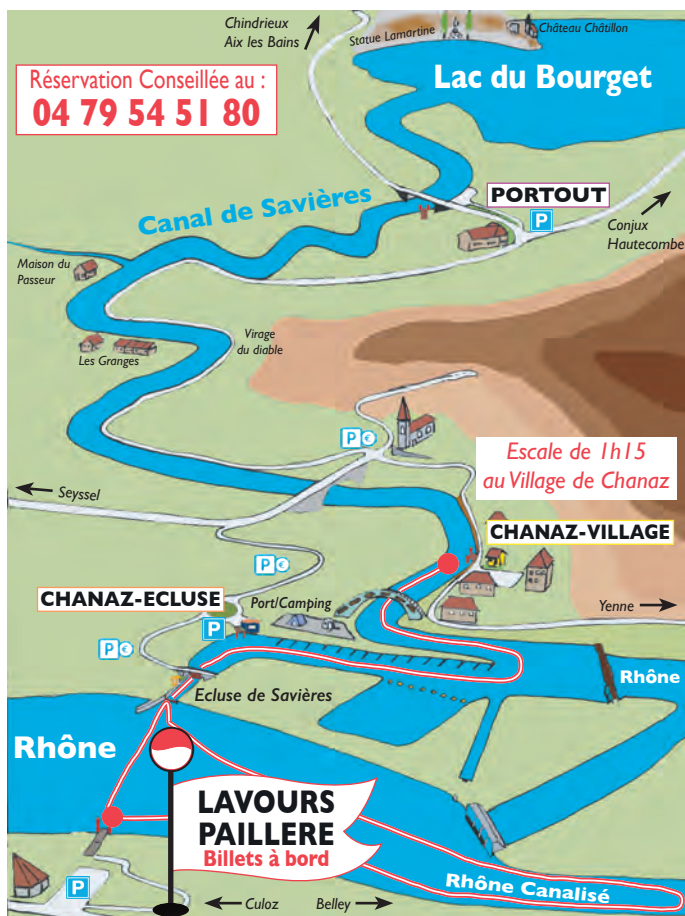 Chindrieux
Aix les Bains
Statue Lamartine
Château Châtillon
Réservation Conseillée au :
04 79 54 51 80
Lac du Bourget
PORTOUT
P
Canal de Savières
Conjux
Hautecombe
Maison du
Passeur
Virage
du diable
Les Granges
P €
Escale de 1h15
au Village de Chanaz
Seyssel
CHANAZ-VILLAGE
P €
CHANAZ-ECLUSE
Port/Camping
Yenne
P
P €
Rhône
Ecluse de Savières
Rhône
LAVOURS
PAILLERE
Billets à bord
Rhône Canalisé
P
Culoz
Belley